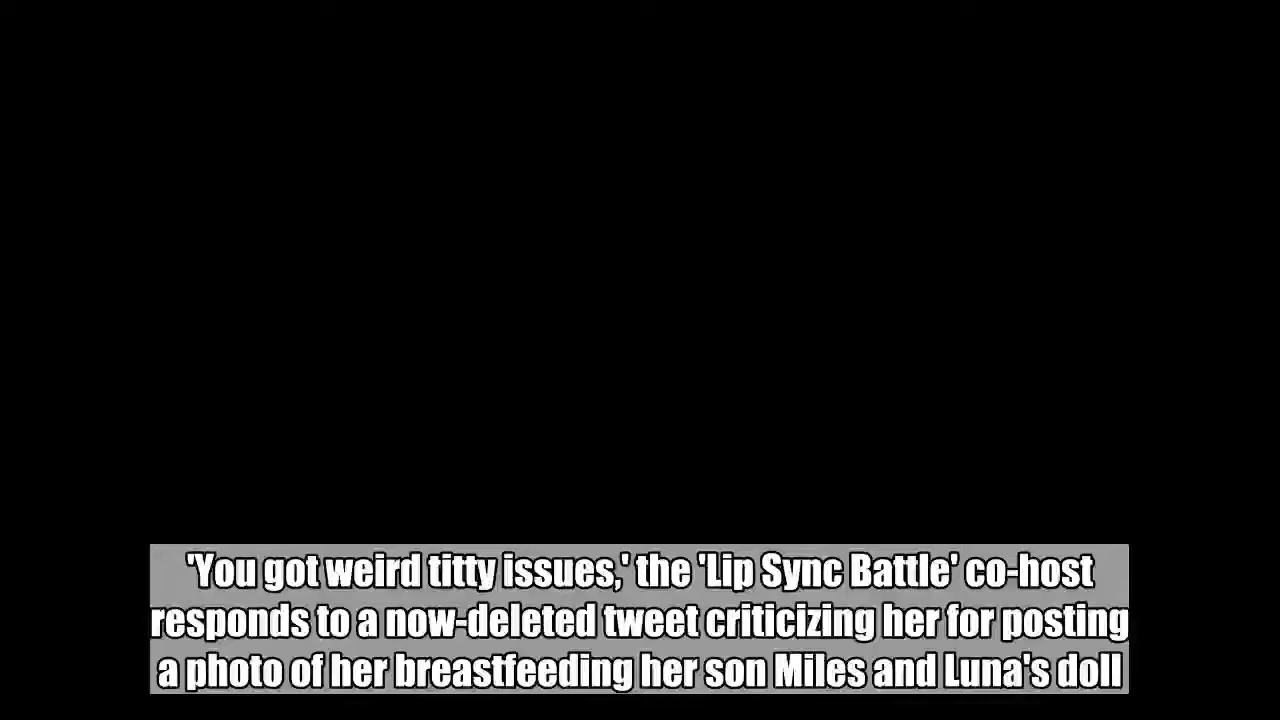 'You got weird titty issues,' the 'Lip Sync Battle' co-host
responds to a now-deleted tweet criticizing her for posting
a photo of her breastfeeding her son Miles and Luna's doll